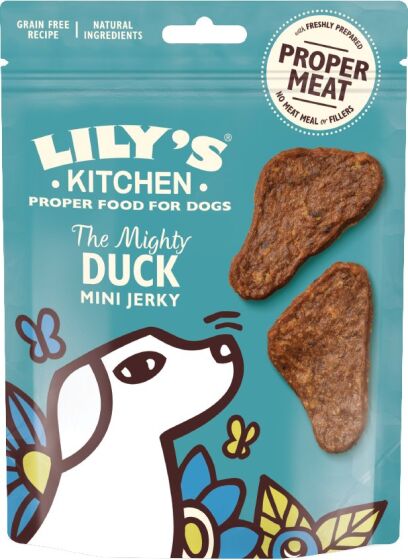 GRAIN FREE
RECIPE
NATURAL
INGREDIENTS
with FRESHLY PREPARED
PROPER
MEAT
NO MEAT MEAL or FILLERS
LILY'S®
• KITCHEN •
PROPER FOOD FOR DOGS
The Mighty
DUCK
MINI JERKY